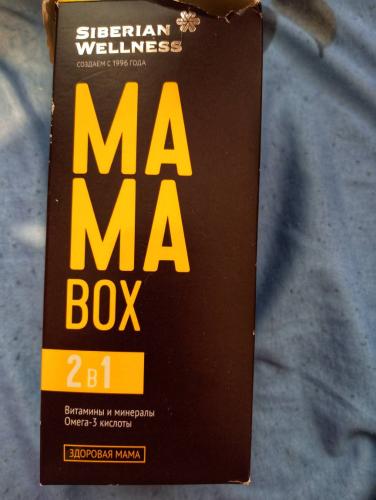 SIBERIAN
WELLNESS
СОЗДАЕМ С 1996 ГОДА
MA
MA
BOX
2 в 1
Витамины и минералы
Омега-3 кислоты
ЗДОРОВАЯ МАМА